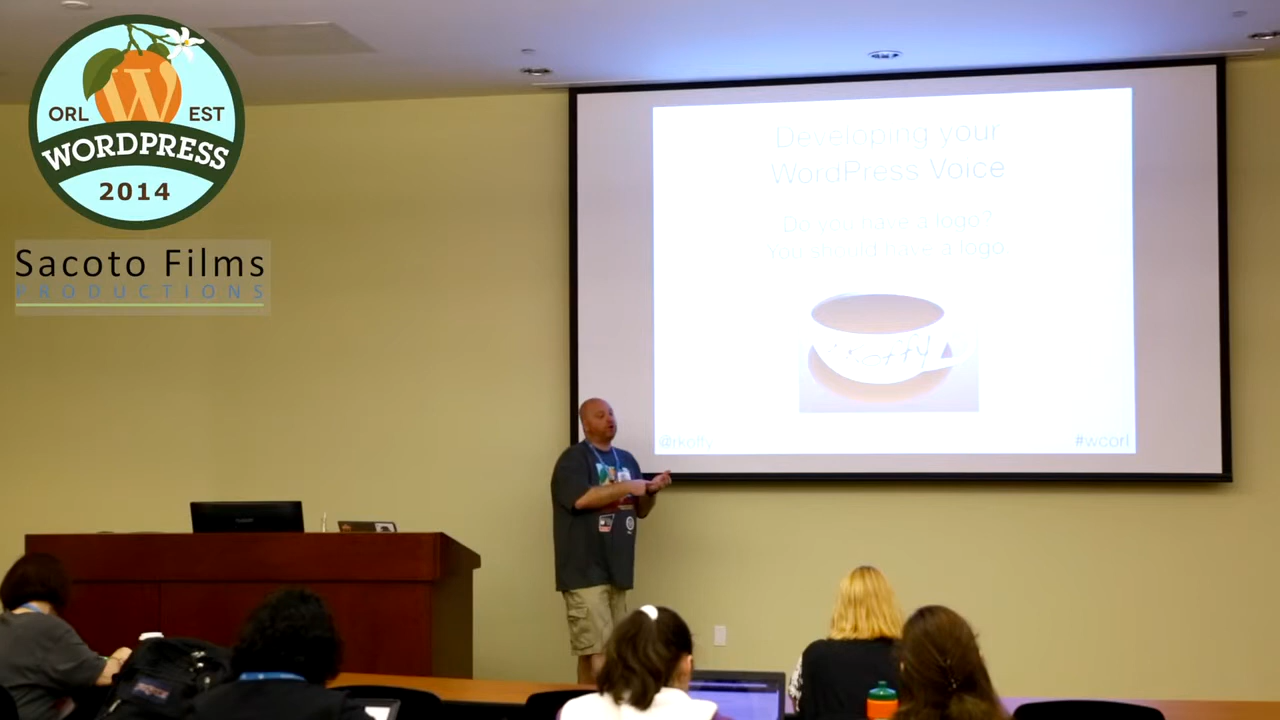 ORL EST
WORDPRESS
2014
Sacoto Films
PRODUCTIONS
Developing your
WordPress Voice
Do you have a logo?
You should have a logo
#wcorl